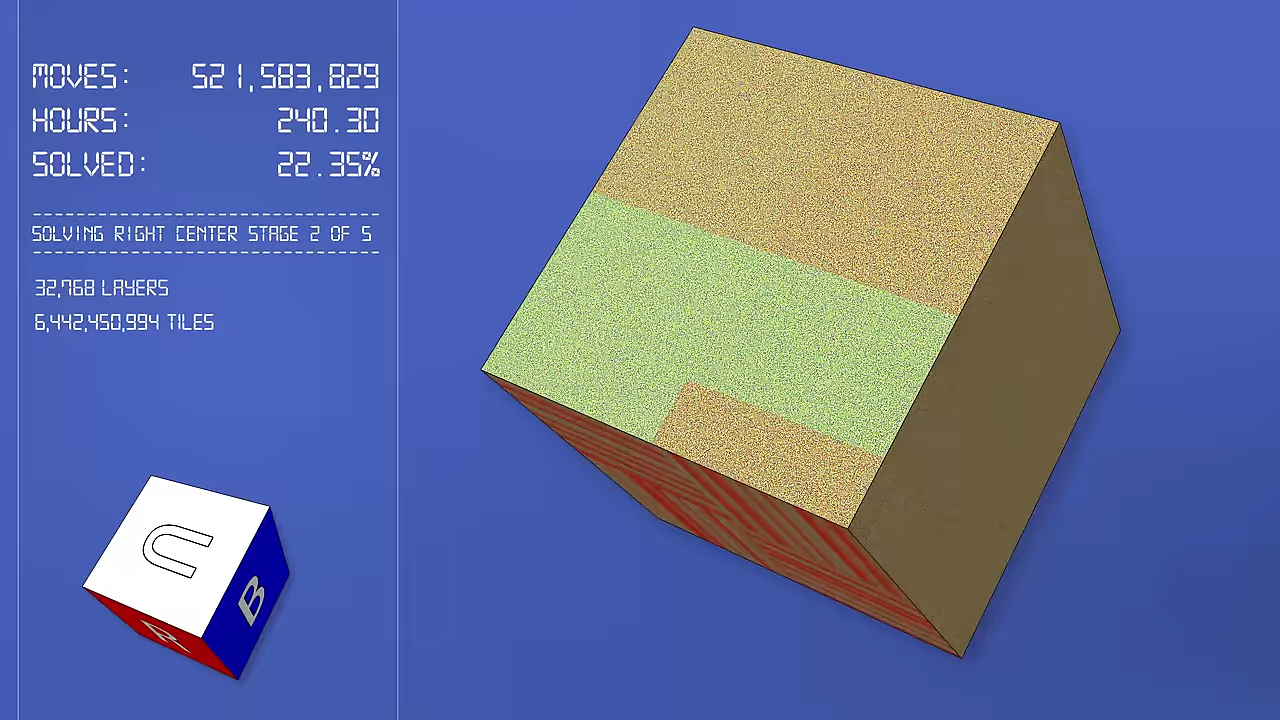 MOVES: 521,583,829
HOURS: 240.30
SOLVED: 22.35%
SOLVING RIGHT CENTER STAGE 2 OF 5
32,768 LAYERS
6,442,450,994 TILES
U
B
R